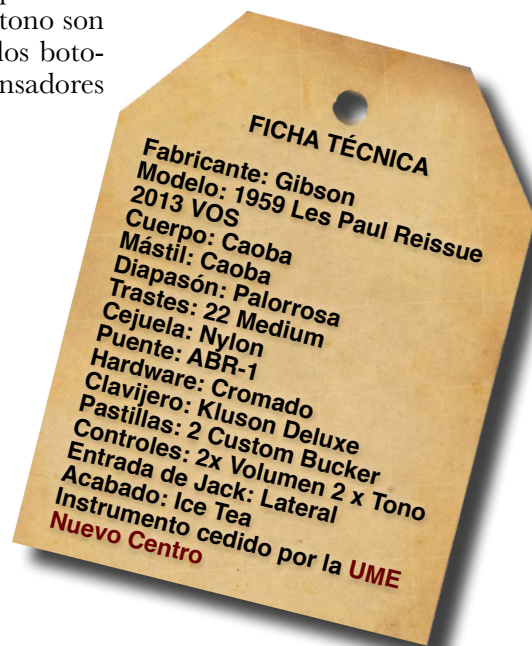 tono son
los boto-
nsadores
FICHA TÉCNICA
Fabricante: Gibson
Modelo: 1959 Les Paul Reissue
2013 VOS
Cuerpo: Caoba
Mástil: Caoba
Diapasón: Palorrosa
Trastes: 22 Medium
Cejuela: Nylon
Puente: ABR-1
Hardware: Cromado
Clavijero: Kluson Deluxe
Pastillas: 2 Custom Bucker
Controles: 2x Volumen 2 x Tono
Entrada de Jack: Lateral
Acabado: Ice Tea
Instrumento cedido por la UME
Nuevo Centro